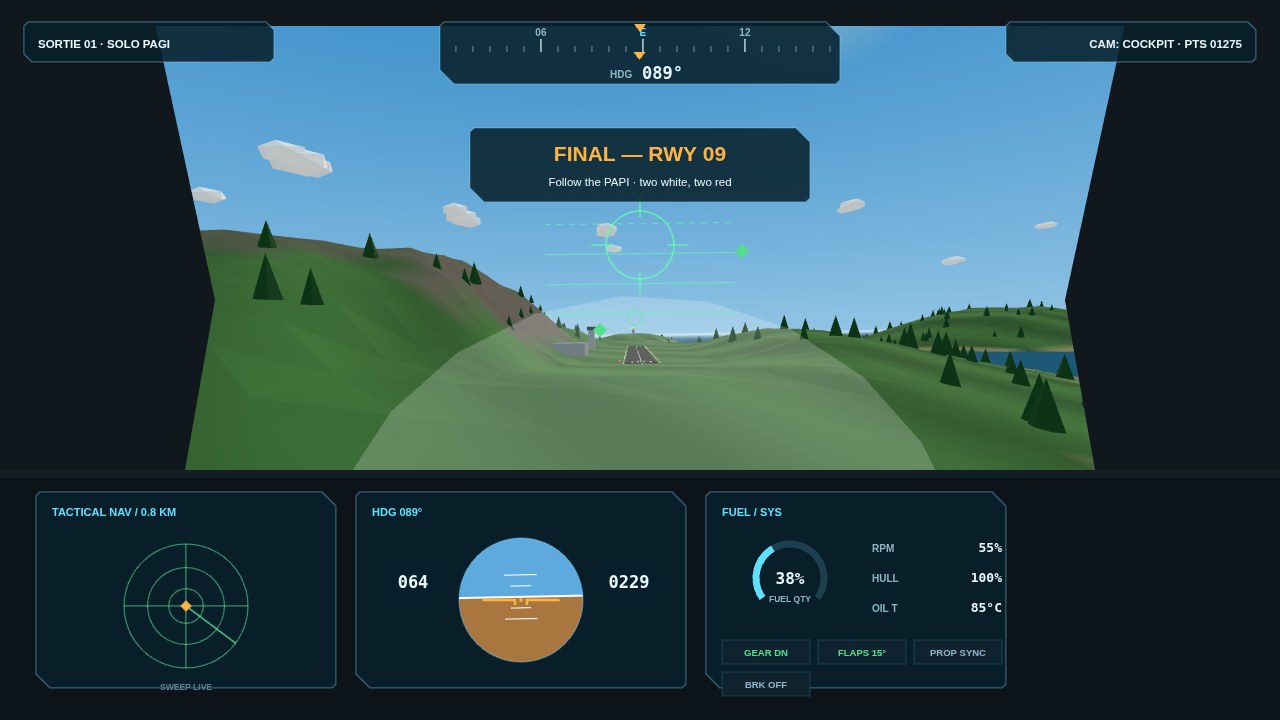 SORTIE 01 · SOLO PAGI
06 E 12
HDG 089°
CAM: COCKPIT · PTS 01275
FINAL — RWY 09
Follow the PAPI · two white, two red
TACTICAL NAV / 0.8 KM
SWEEP LIVE
HDG 089°
064
0229
FUEL / SYS
38%
FUEL QTY
RPM 55%
HULL 100%
OIL T 85°C
GEAR DN
FLAPS 15°
PROP SYNC
BRK OFF